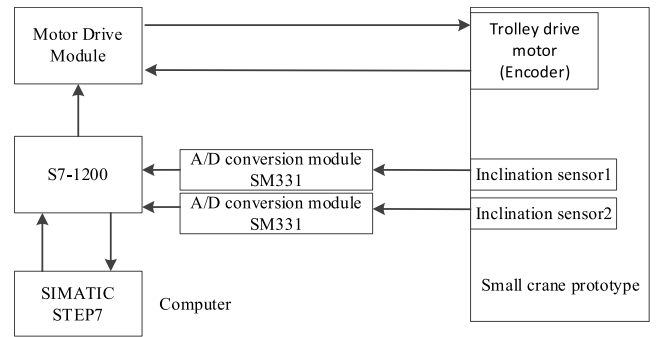 Motor Drive
Module
Trolley drive
motor
(Encoder)
S7-1200
A/D conversion module
SM331
Inclination sensor1
A/D conversion module
SM331
Inclination sensor2
SIMATIC
STEP7
Computer
Small crane prototype